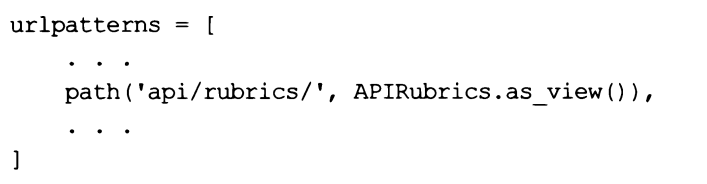 urlpatterns = [
    . . .
    path('api/rubrics/', APIRubrics.as_view()),
    . . .
]